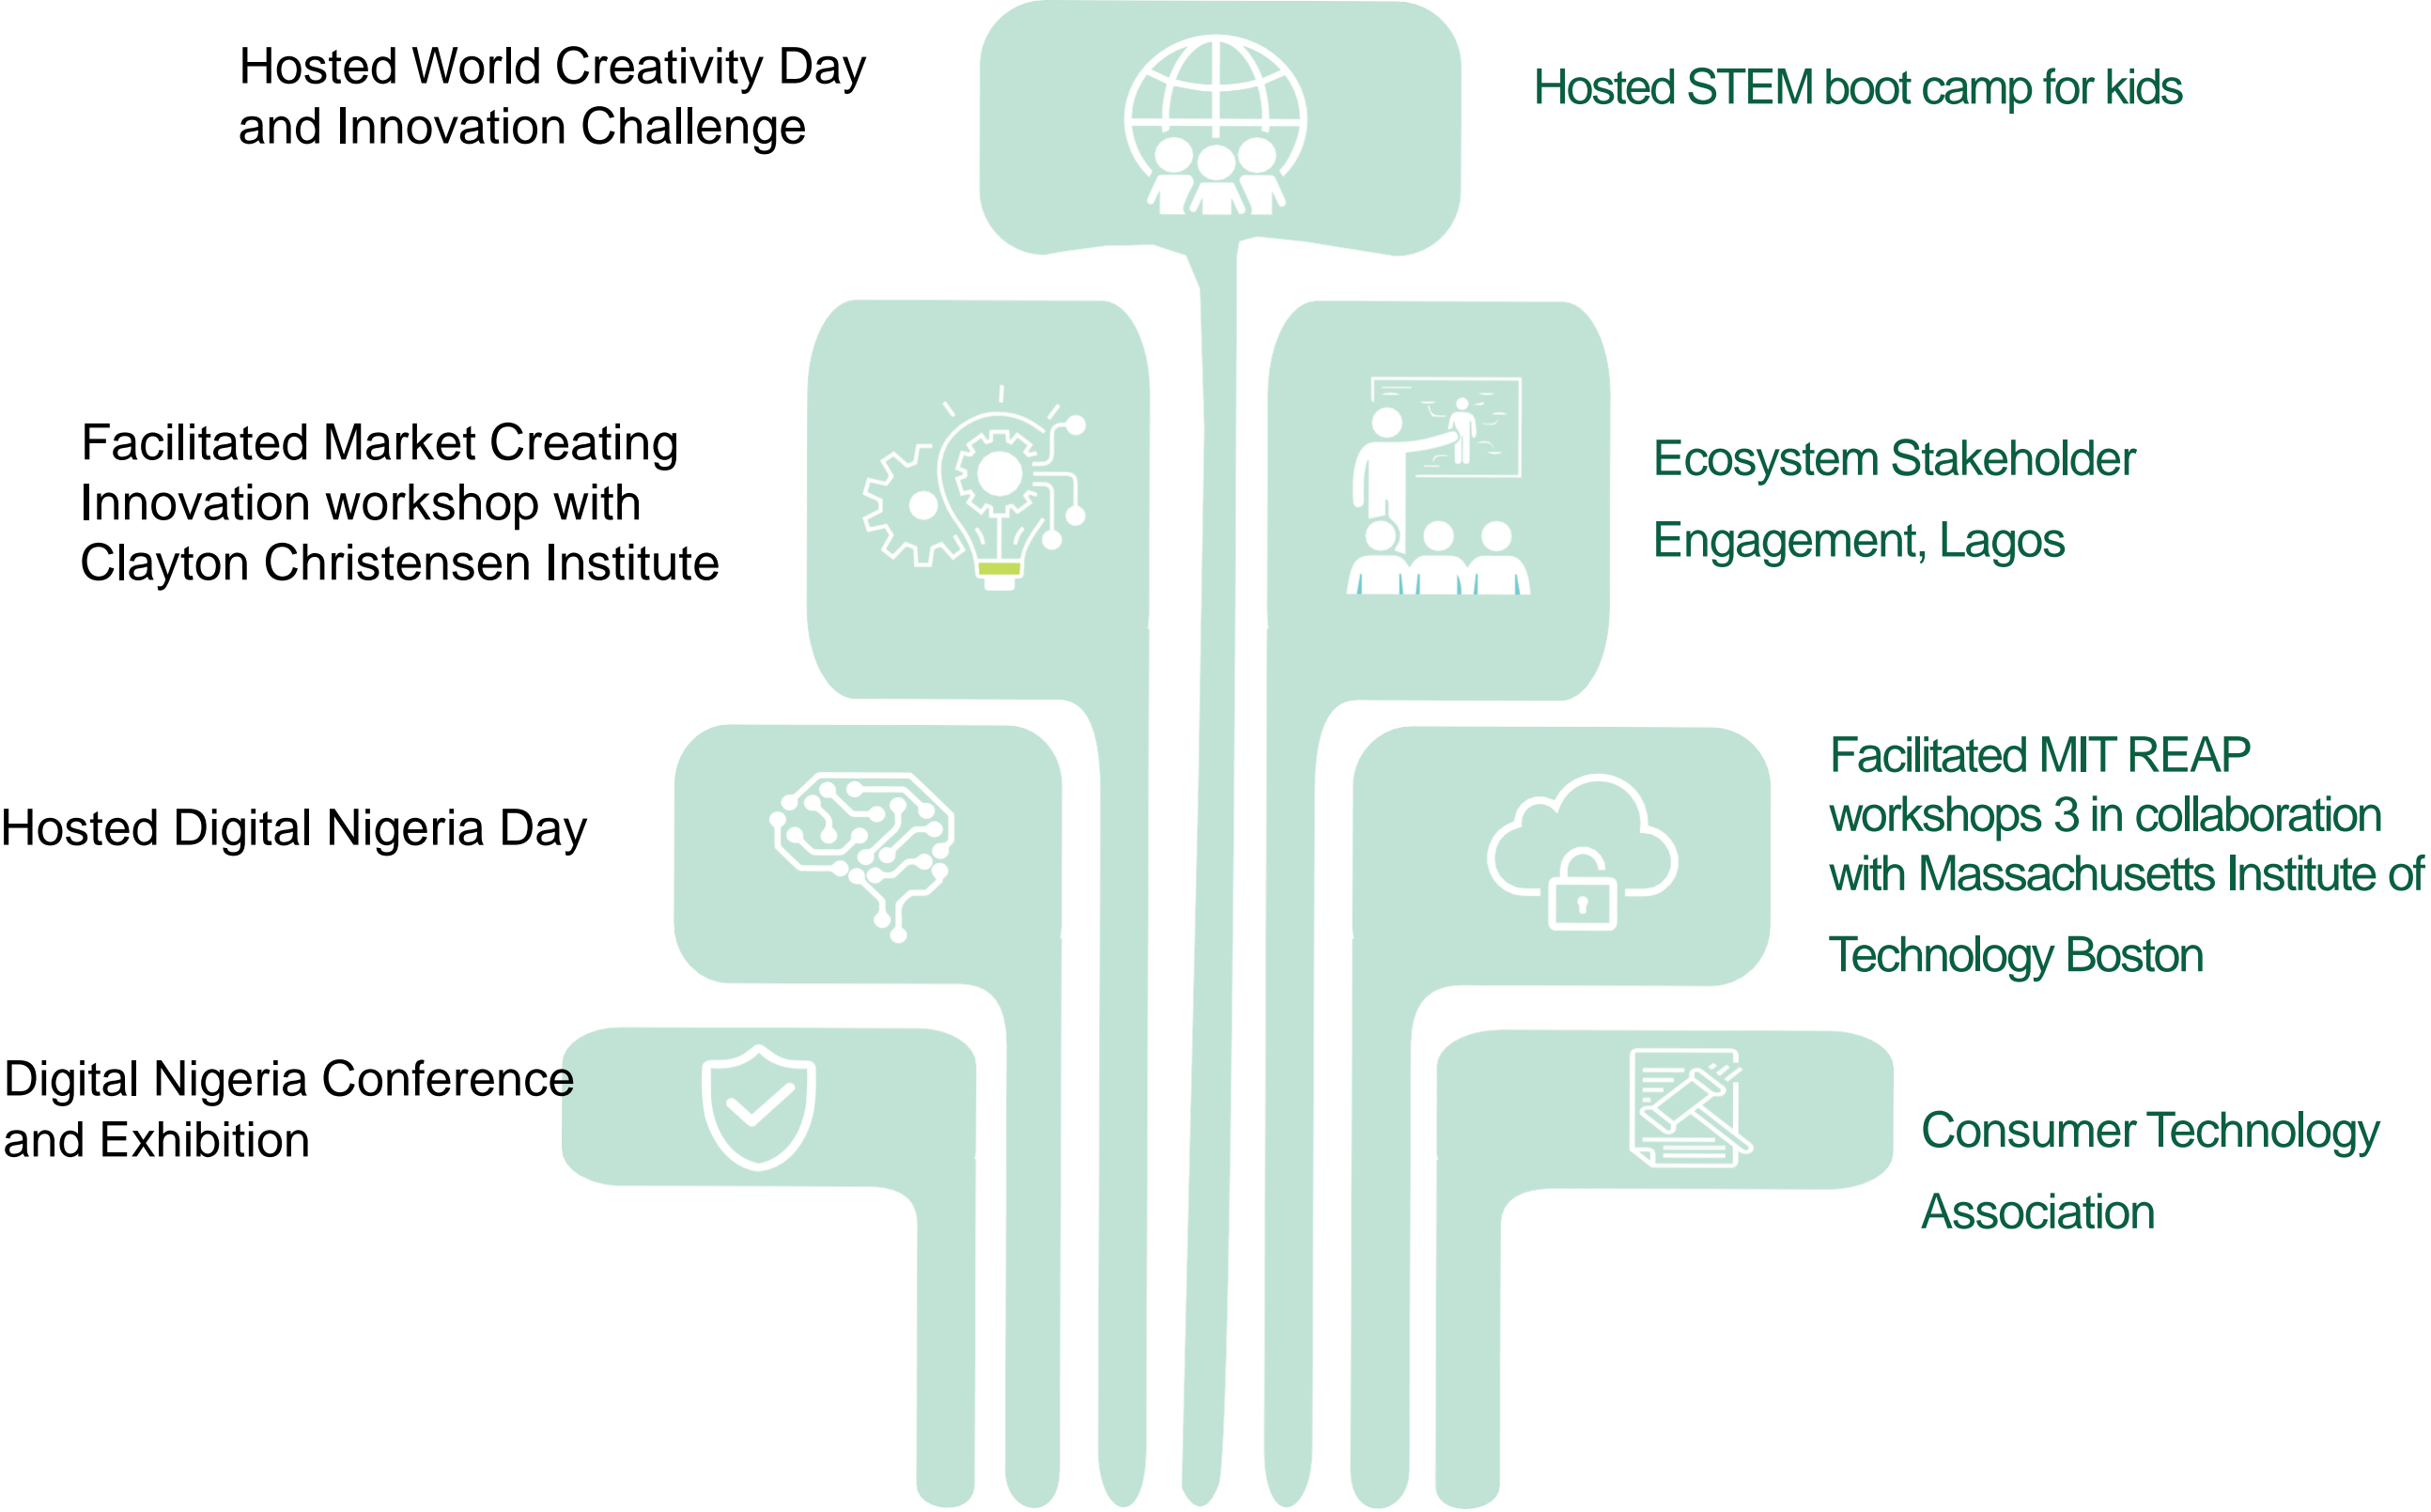 Hosted World Creativity Day
and Innovation Challenge
Hosted STEM boot camp for kids
Facilitated Market Creating
Innovation workshop with
Clayton Christensen Institute
Ecosystem Stakeholder
Engagement, Lagos
Hosted Digital Nigeria Day
Faciliated MIT REAP
workshops 3 in collaboration
with Massachusetts Institute of
Technology Boston
Digital Nigeria Conference
and Exhibition
Consumer Technology
Association